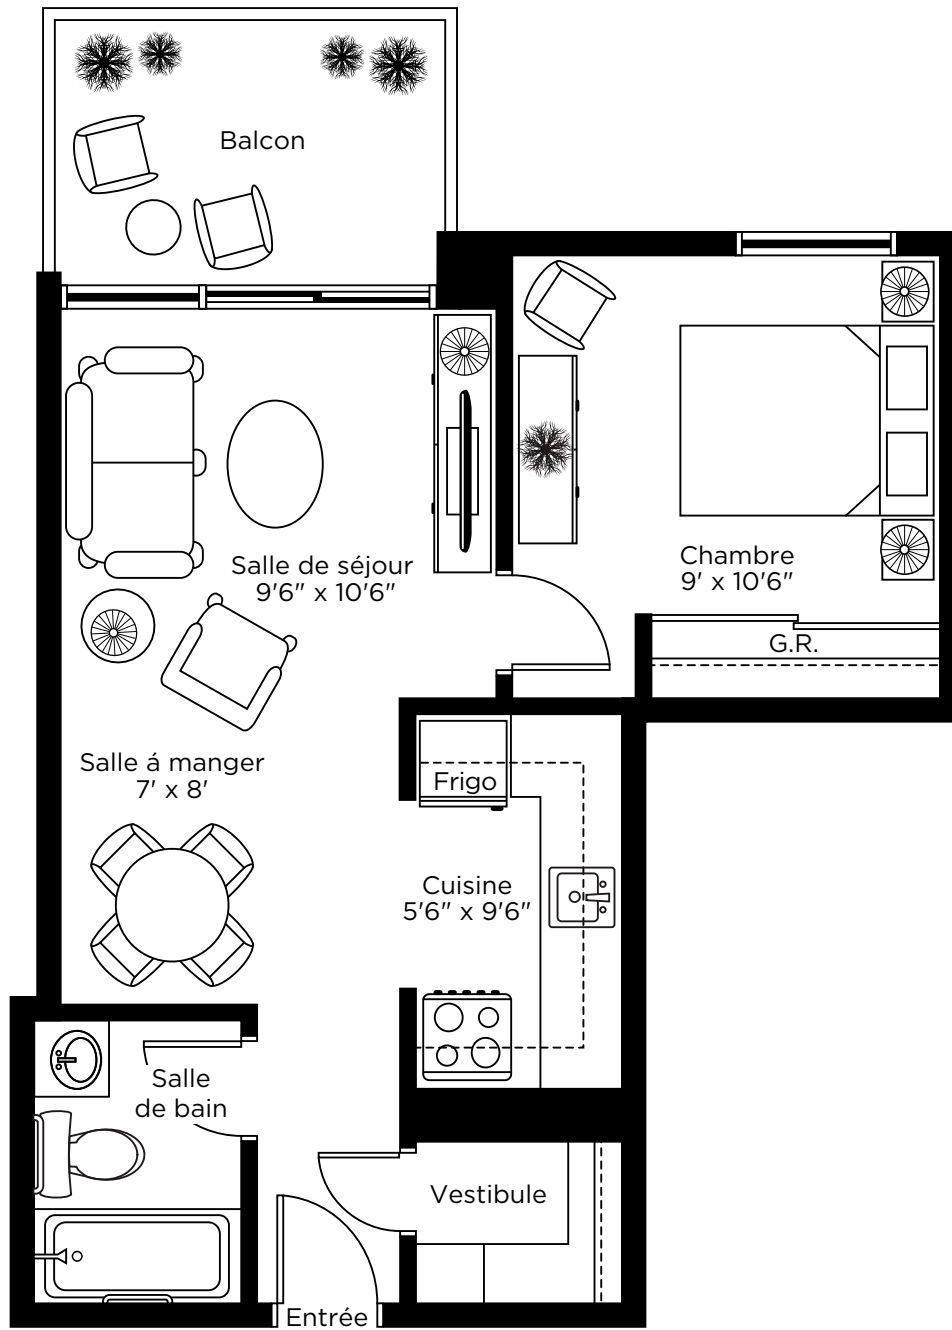 Balcon
Salle de séjour
9'6" x 10'6"
Chambre
9' x 10'6"
G.R.
Salle á manger
7' x 8'
Frigo
Cuisine
5'6" x 9'6"
Salle
de bain
Vestibule
Entrée